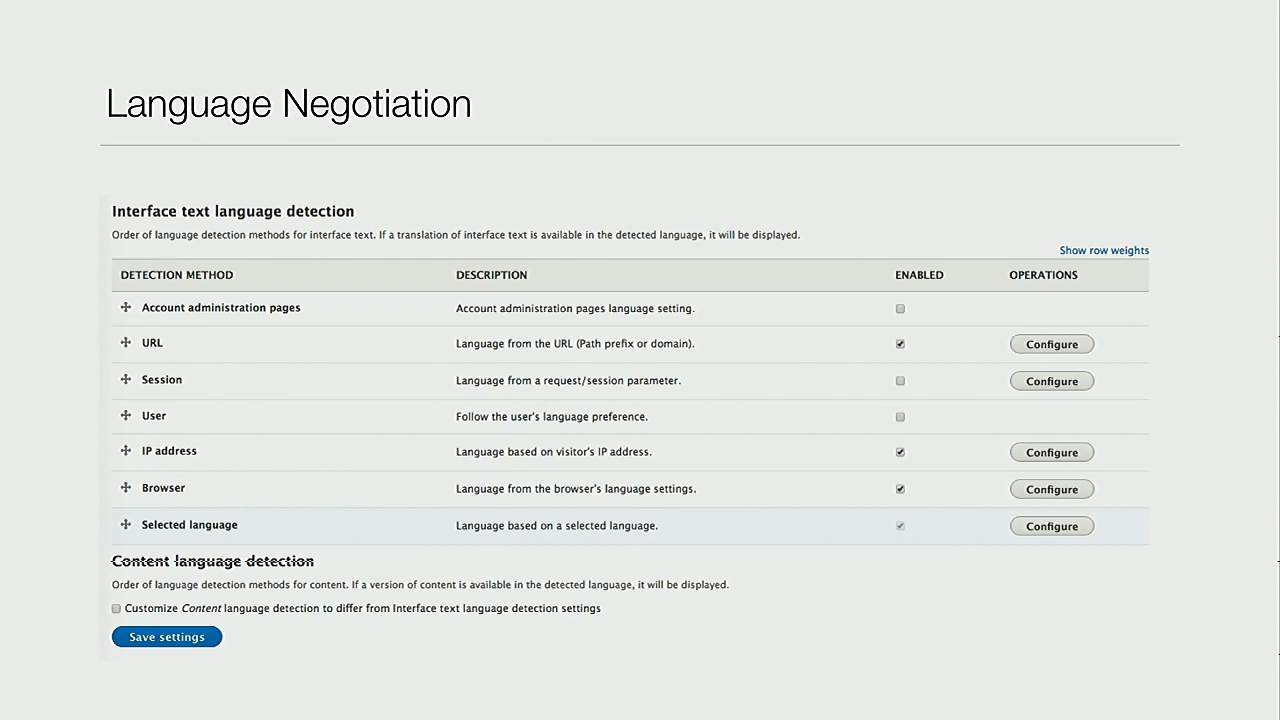 Language Negotiation
Interface text language detection
Order of language detection methods for interface text. If a translation of interface text is available in the detected language, it will be displayed.
Show row weights
DETECTION METHOD DESCRIPTION ENABLED OPERATIONS
Account administration pages Account administration pages language setting.
URL Language from the URL (Path prefix or domain). Configure
Session Language from a request/session parameter. Configure
User Follow the user's language preference.
IP address Language based on visitor's IP address. Configure
Browser Language from the browser's language settings. Configure
Selected language Language based on a selected language. Configure
Content language detection
Order of language detection methods for content. If a version of content is available in the detected language, it will be displayed.
Customize Content language detection to differ from Interface text language detection settings
Save settings